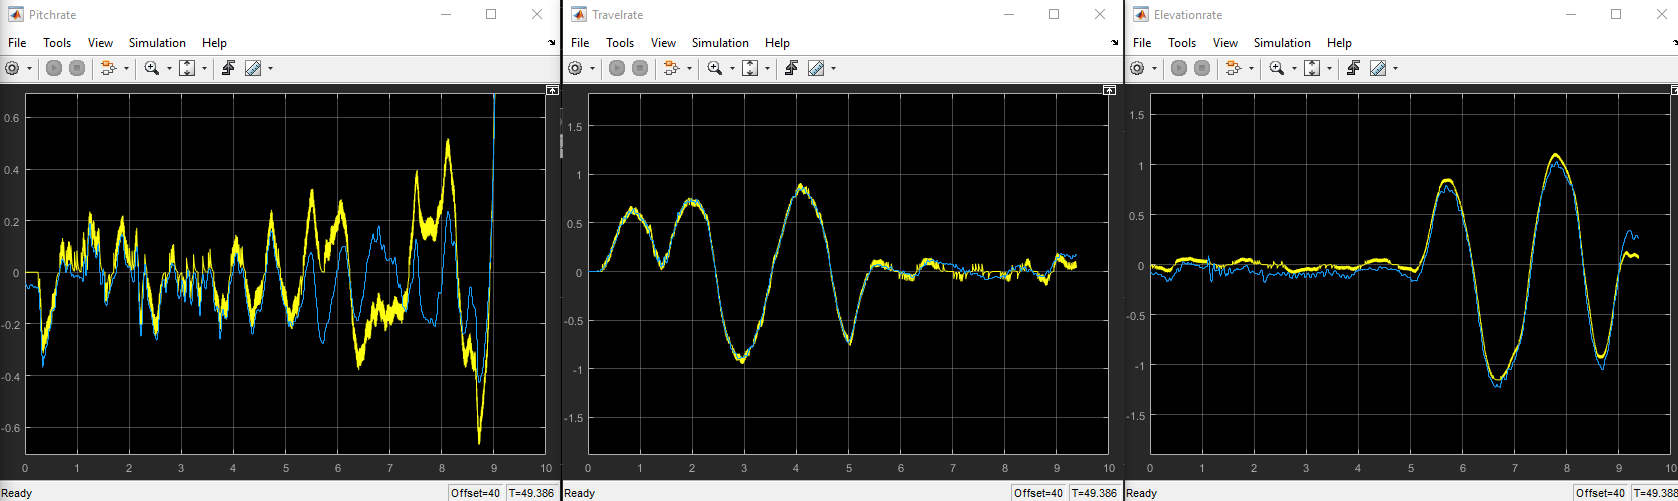 Pitchrate
File Tools View Simulation Help
0.6
0.4
0.2
0
-0.2
-0.4
-0.6
0 1 2 3 4 5 6 7 8 9 10
Ready Offset=40 T=49.386
Travelrate
File Tools View Simulation Help
1.5
1
0.5
0
-0.5
-1
-1.5
0 1 2 3 4 5 6 7 8 9 10
Ready Offset=40 T=49.386
Elevationrate
File Tools View Simulation Help
1.5
1
0.5
0
-0.5
-1
-1.5
0 1 2 3 4 5 6 7 8 9 10
Ready Offset=40 T=49.386